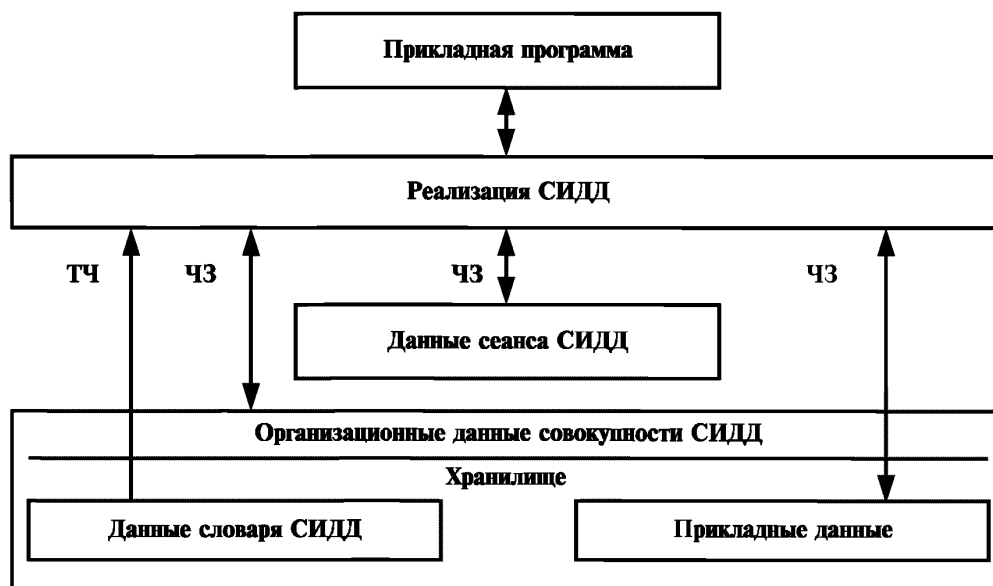 Прикладная программа
Реализация СИДД
ТЧ
ЧЗ
ЧЗ
ЧЗ
Данные сеанса СИДД
Организационные данные совокупности СИДД
Хранилище
Данные словаря СИДД
Прикладные данные